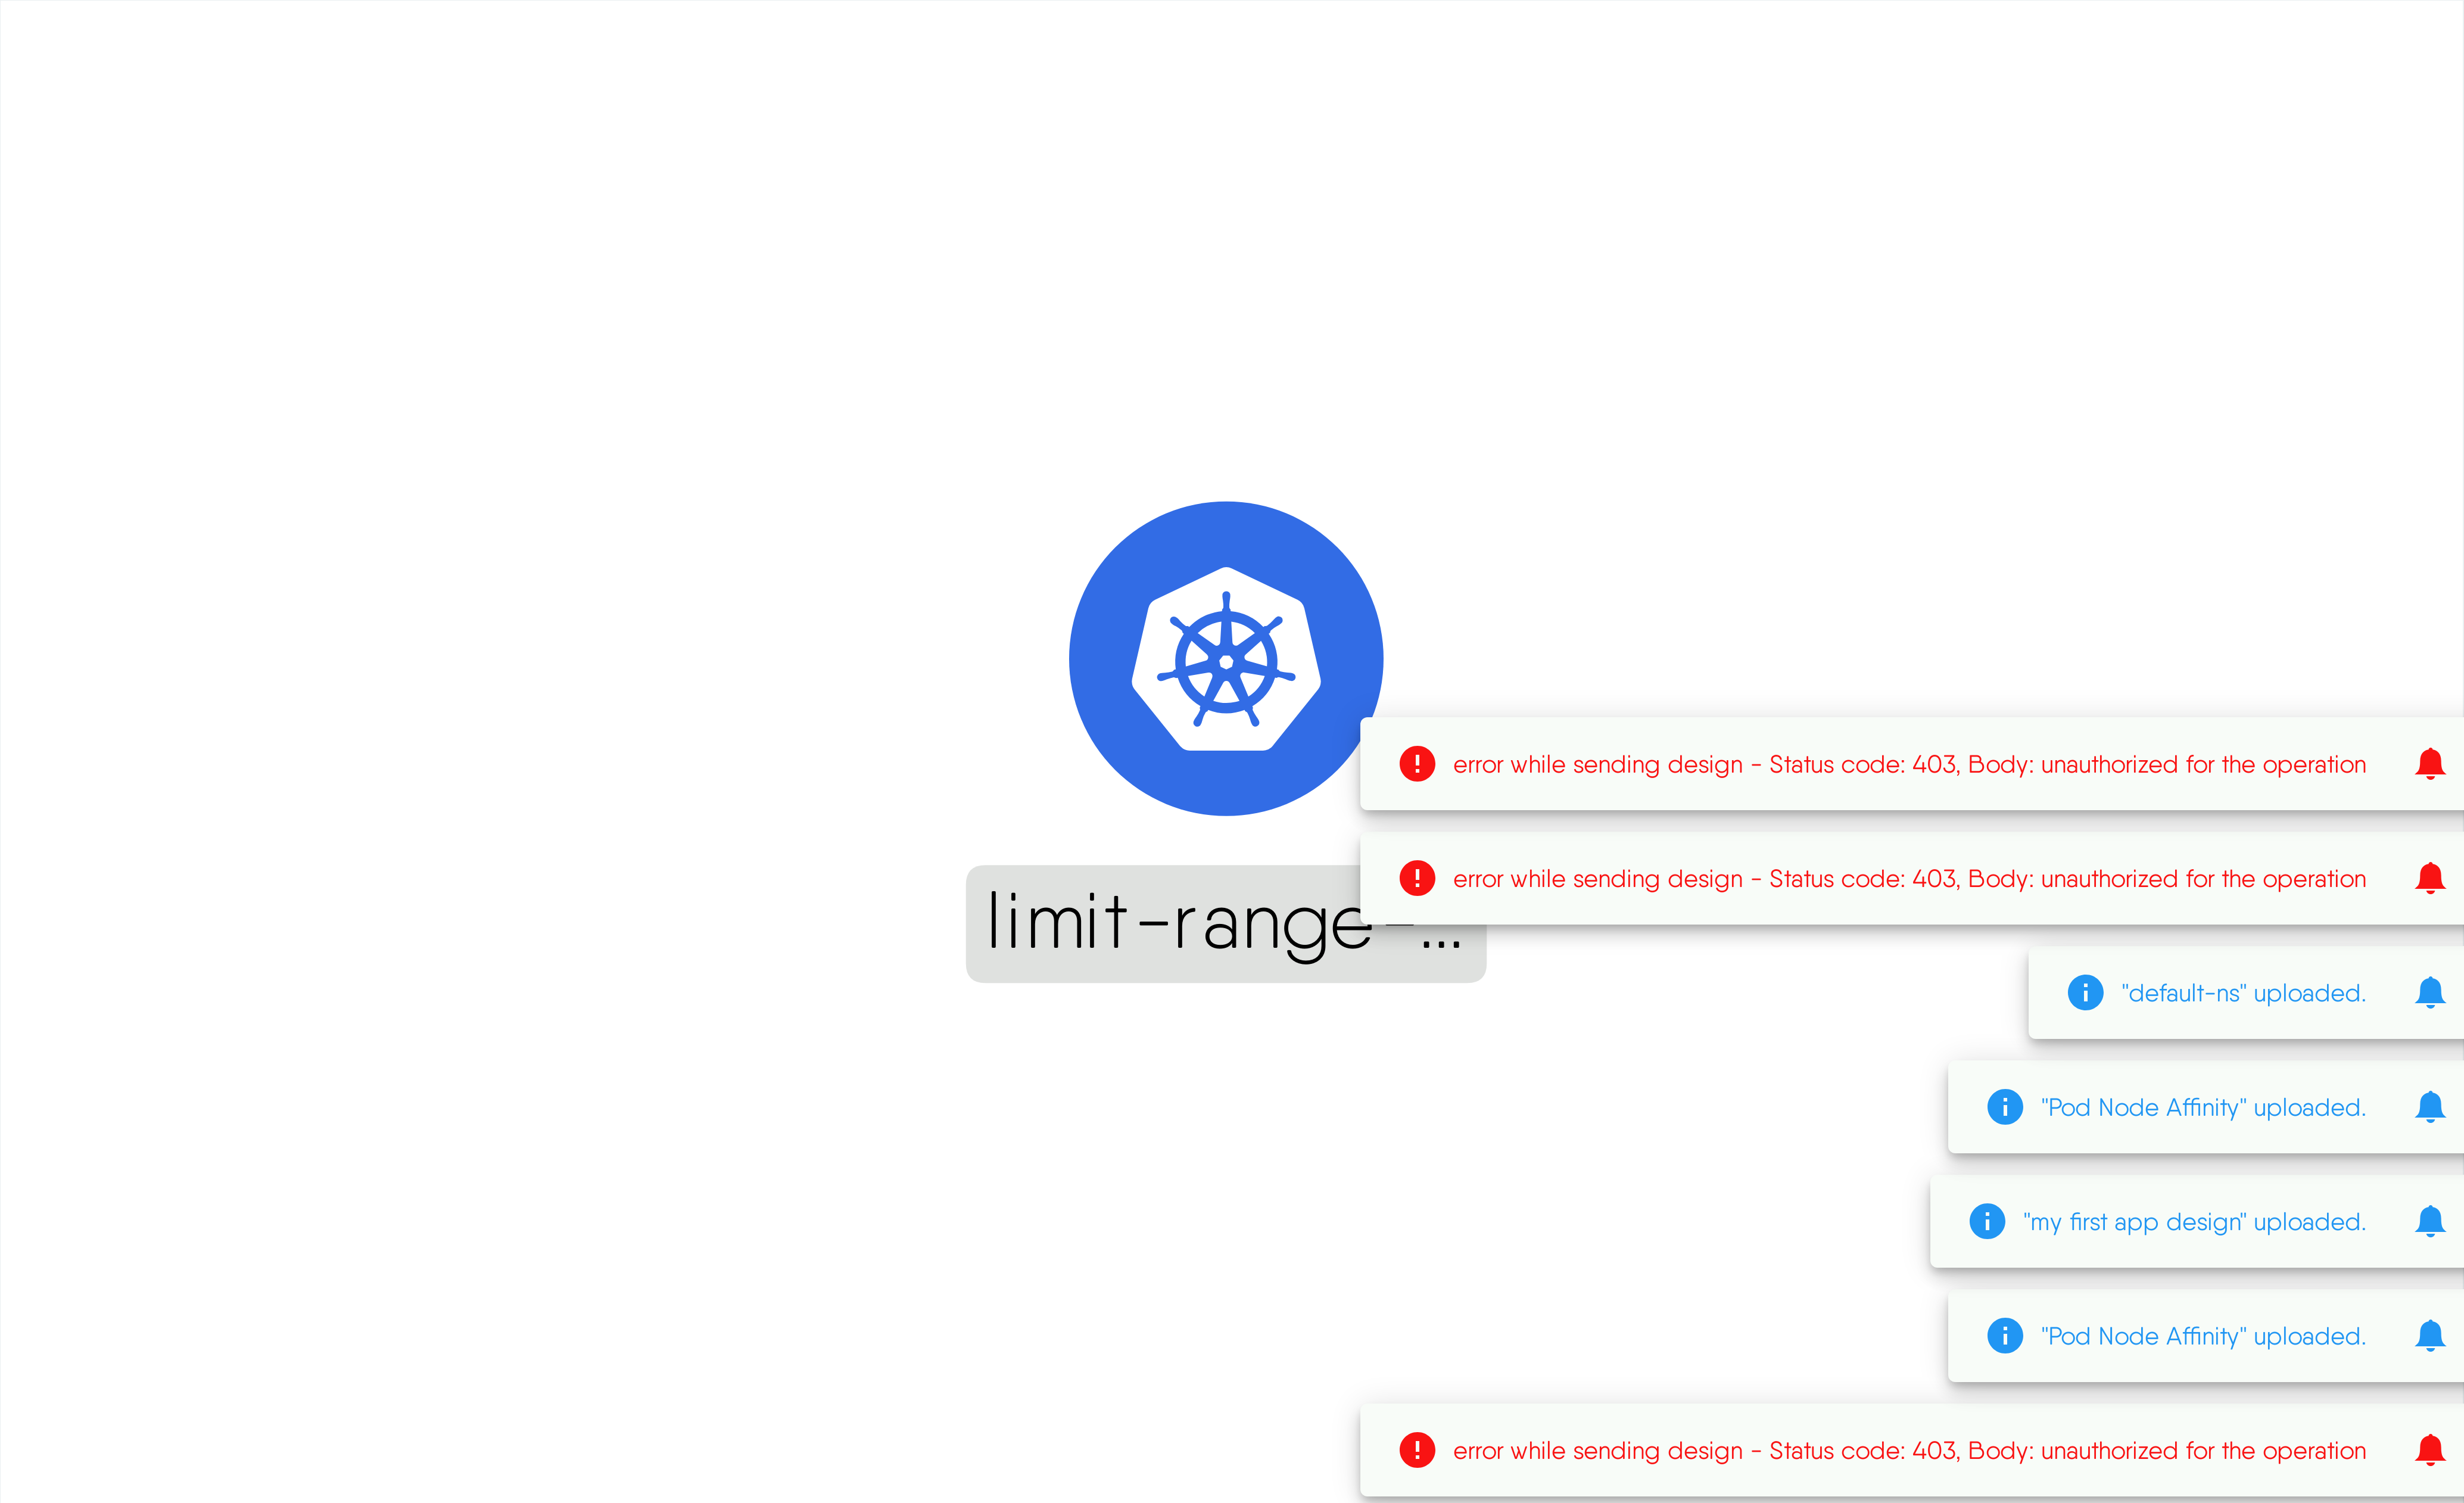 error while sending design - Status code: 403, Body: unauthorized for the operation
error while sending design - Status code: 403, Body: unauthorized for the operation
limit-range-...
"default-ns" uploaded.
"Pod Node Affinity" uploaded.
"my first app design" uploaded.
"Pod Node Affinity" uploaded.
error while sending design - Status code: 403, Body: unauthorized for the operation